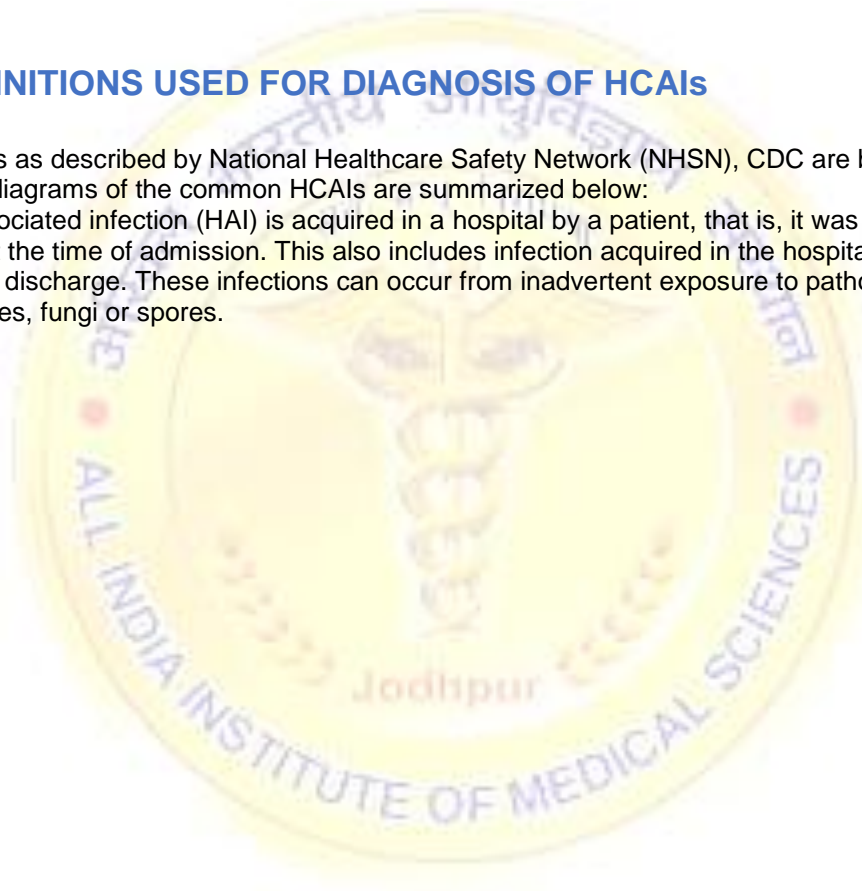 INITIONS USED FOR DIAGNOSIS OF HCAIs
s as described by National Healthcare Safety Network (NHSN), CDC are b
diagrams of the common HCAIs are summarized below:
ociated infection (HAI) is acquired in a hospital by a patient, that is, it was
the time of admission. This also includes infection acquired in the hospita
discharge. These infections can occur from inadvertent exposure to patho
es, fungi or spores.
अखिल भारतीय आयुर्विज्ञान संस्थान
Jodhpur
ALL INDIA INSTITUTE OF MEDICAL SCIENCES